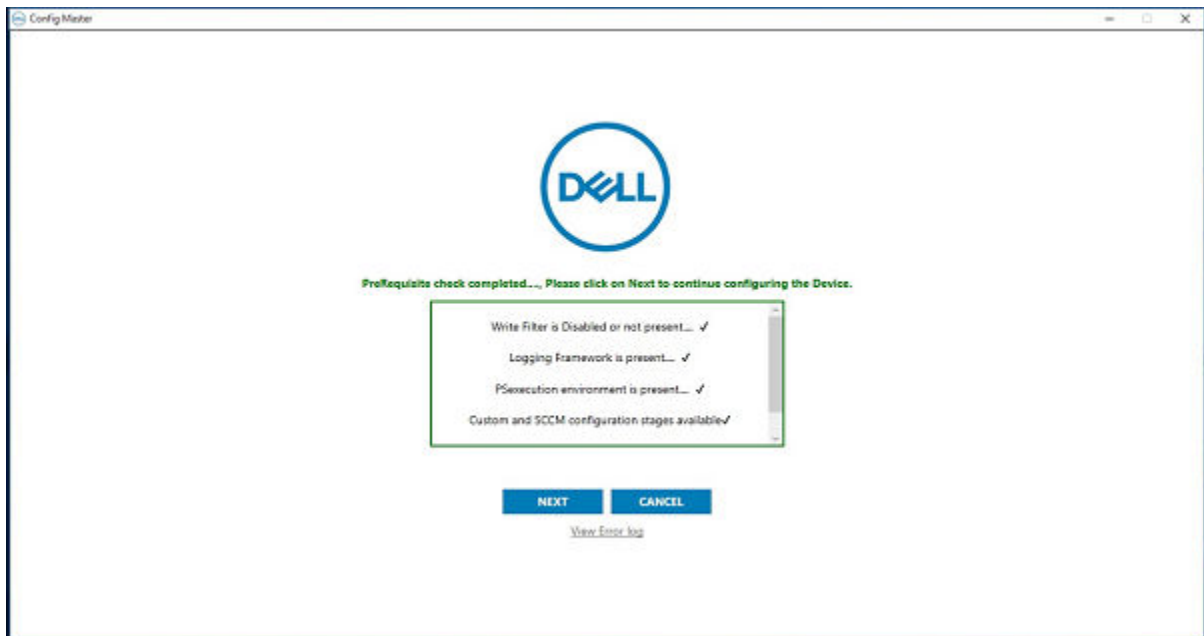 Config Master
DELL
PreRequisite check completed...., Please click on Next to continue configuring the Device.
Write Filter is Disabled or not present.... ✓
Logging Framework is present.... ✓
PSexecution environment is present.... ✓
Custom and SCCM configuration stages available✓
NEXT
CANCEL
View Error log